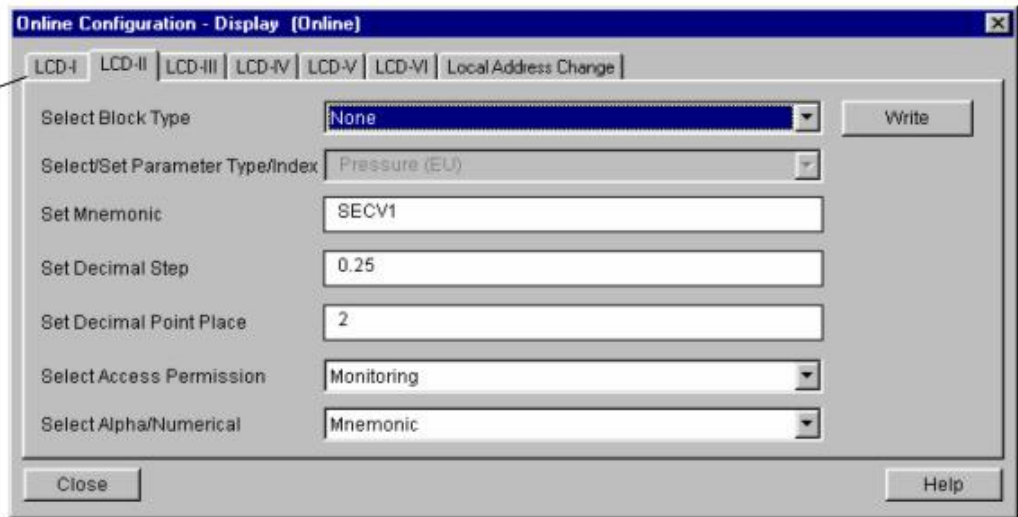 Online Configuration - Display (Online)
LCD-I LCD-II LCD-III LCD-IV LCD-V LCD-VI Local Address Change
Select Block Type None Write
Select/Set Parameter Type/Index Pressure (EU)
Set Mnemonic SECV1
Set Decimal Step 0.25
Set Decimal Point Place 2
Select Access Permission Monitoring
Select Alpha/Numerical Mnemonic
Close Help